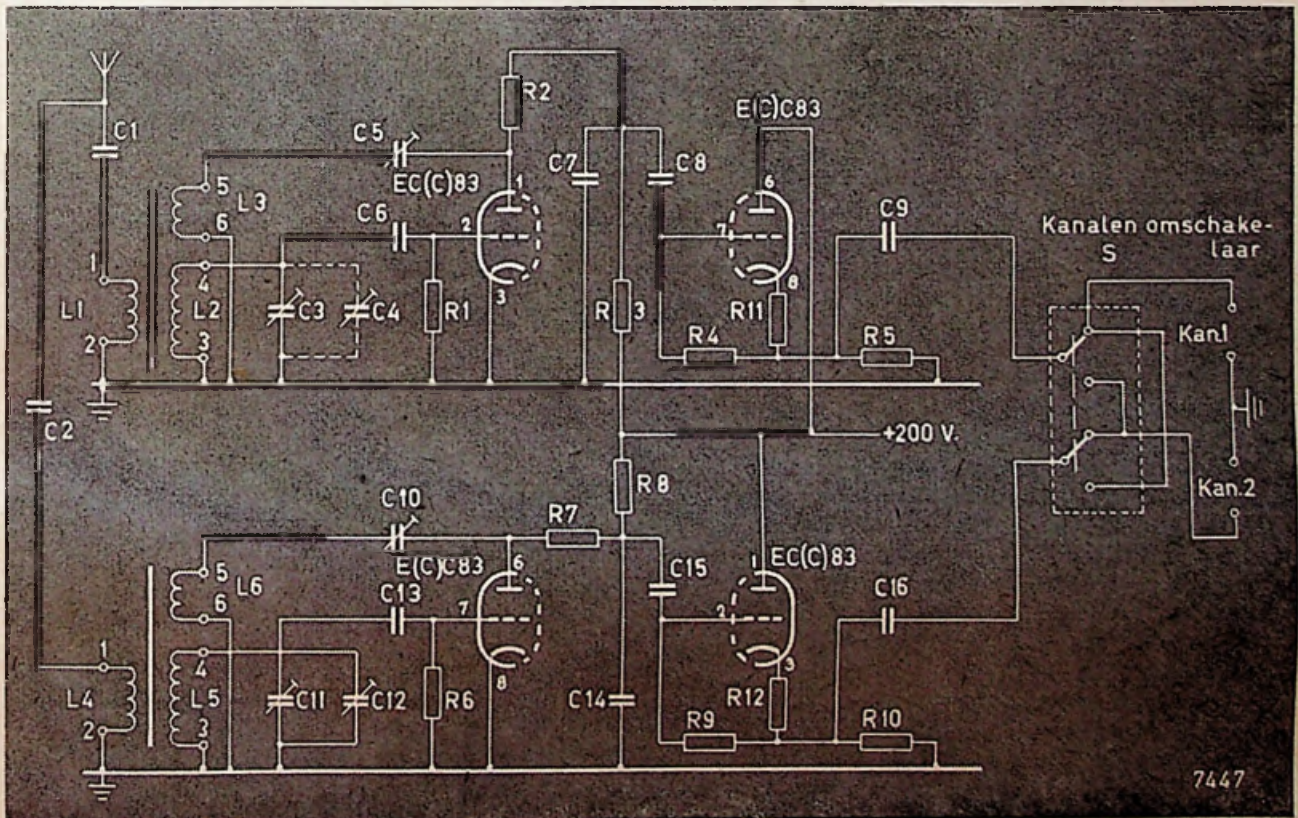 C1
C2
1
L1
2
5
6
L3
4
L2
3
C5
EC(C)83
C6
C3
C4
R1
R2
1
2
3
C7
C8
R3
E(C)C83
6
7
8
R4
R11
R5
C9
Kanalen omschake-
S laar
Kan.1
Kan.2
+200 V.
1
L4
2
5
L6
6
4
L5
3
C10
E(C)C83
C13
C11
C12
R6
R7
6
7
8
R8
C14
C15
EC(C)83
1
2
3
R9
R12
R10
C16
7447